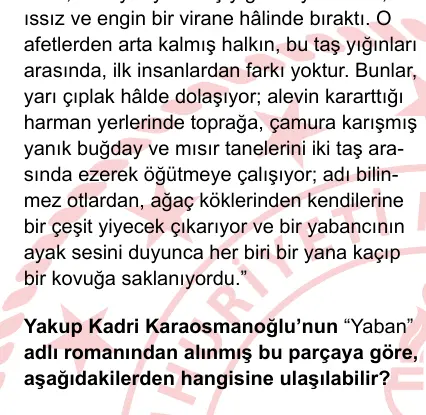 ıssız ve engin bir virane hâlinde bıraktı. O
afetlerden arta kalmış halkın, bu taş yığınları
arasında, ilk insanlardan farkı yoktur. Bunlar,
yarı çıplak hâlde dolaşıyor; alevin kararttığı
harman yerlerinde toprağa, çamura karışmış
yanık buğday ve mısır tanelerini iki taş ara-
sında ezerek öğütmeye çalışıyor; adı bilin-
mez otlardan, ağaç köklerinden kendilerine
bir çeşit yiyecek çıkarıyor ve bir yabancının
ayak sesini duyunca her biri bir yana kaçıp
bir kovuğa saklanıyordu.”
Yakup Kadri Karaosmanoğlu’nun “Yaban”
adlı romanından alınmış bu parçaya göre,
aşağıdakilerden hangisine ulaşılabilir?